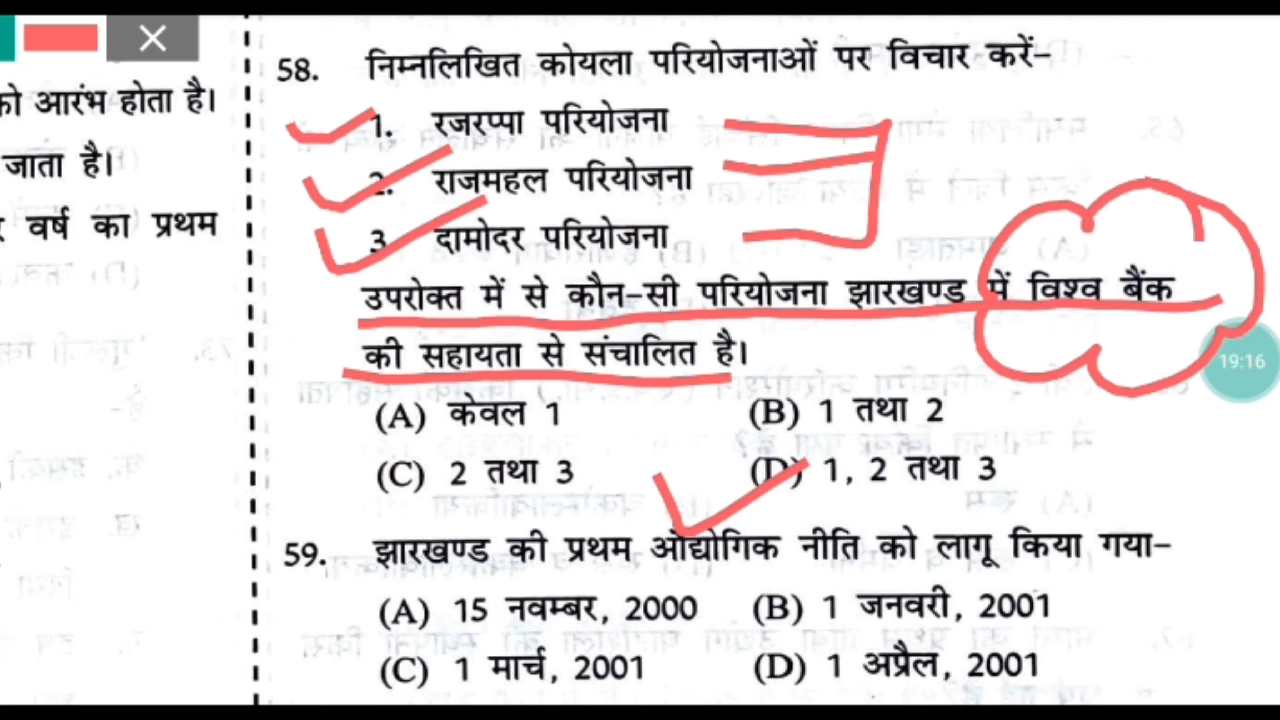 को आरंभ होता है।
जाता है।
वर्ष का प्रथम
58. निम्नलिखित कोयला परियोजनाओं पर विचार करें–
1. रजरप्पा परियोजना
2. राजमहल परियोजना
3. दामोदर परियोजना
उपरोक्त में से कौन-सी परियोजना झारखण्ड में विश्व बैंक
की सहायता से संचालित है।
(A) केवल 1 (B) 1 तथा 2
(C) 2 तथा 3 (D) 1, 2 तथा 3
59. झारखण्ड की प्रथम औद्योगिक नीति को लागू किया गया–
(A) 15 नवम्बर, 2000 (B) 1 जनवरी, 2001
(C) 1 मार्च, 2001 (D) 1 अप्रैल, 2001
19:16